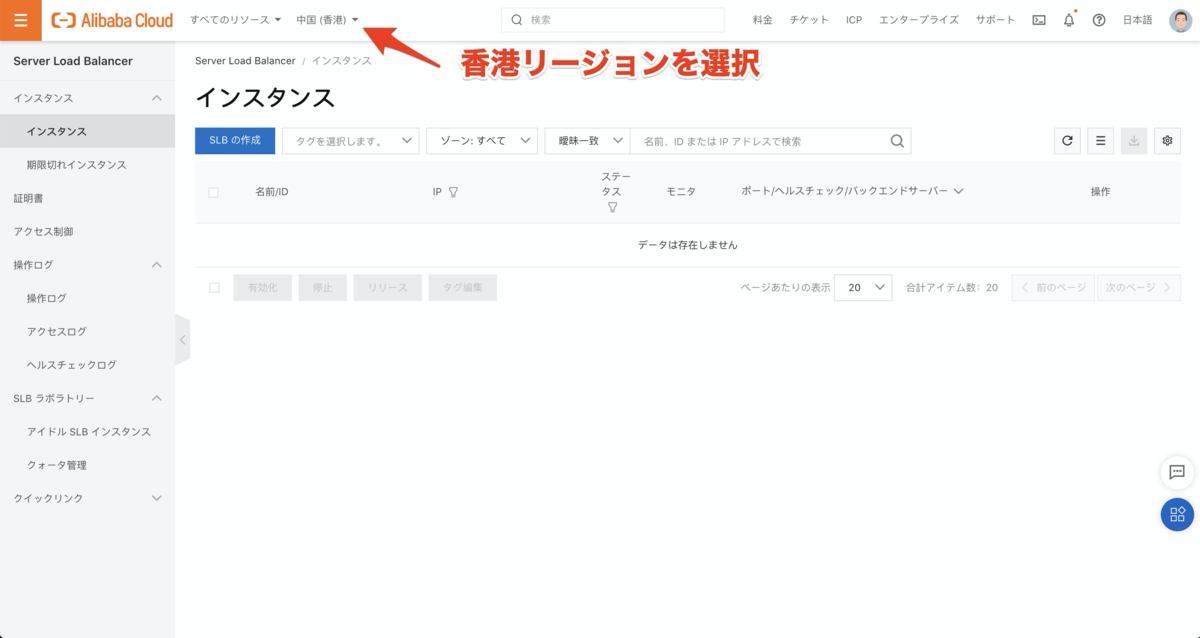 Alibaba Cloud
すべてのリソース
中国 (香港)
検索
料金
チケット
ICP
エンタープライズ
サポート
日本語
香港リージョンを選択
Server Load Balancer
インスタンス
インスタンス
期限切れインスタンス
証明書
アクセス制御
操作ログ
操作ログ
アクセスログ
ヘルスチェックログ
SLB ラボラトリー
アイドル SLB インスタンス
クォータ管理
クイックリンク
Server Load Balancer / インスタンス
インスタンス
SLB の作成
タグを選択します。
ゾーン: すべて
曖昧一致
名前、ID または IP アドレスで検索
名前/ID
IP
ステー
タス
モニタ
ポート/ヘルスチェック/バックエンドサーバー
操作
データは存在しません
有効化
停止
リリース
タグ編集
ページあたりの表示
20
合計アイテム数: 20
前のページ
次のページ